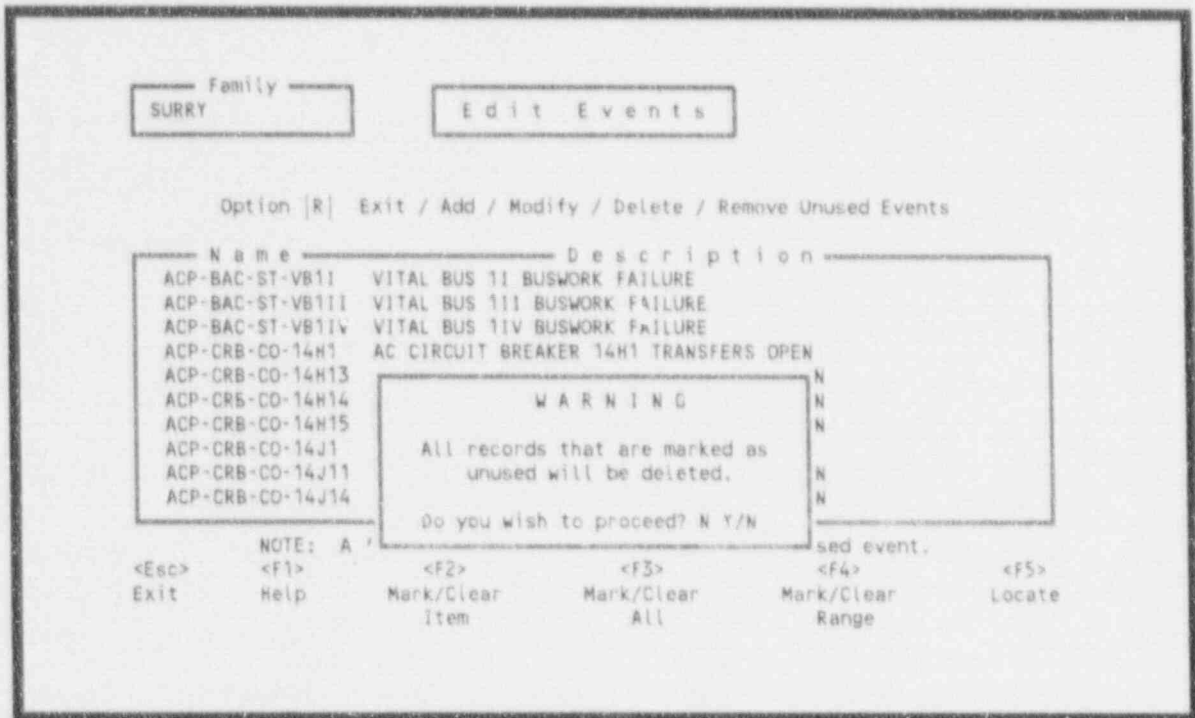 Family
SURRY
Edit Events
Option |R| Exit / Add / Modify / Delete / Remove Unused Events
Name Description
ACP-BAC-ST-VB1I VITAL BUS 1I BUSWORK FAILURE
ACP-BAC-ST-VB1II VITAL BUS 1II BUSWORK FAILURE
ACP-BAC-ST-VB1IV VITAL BUS 1IV BUSWORK FAILURE
ACP-CRB-CO-14H1 AC CIRCUIT BREAKER 14H1 TRANSFERS OPEN
ACP-CRB-CO-14H13 N
ACP-CRB-CO-14H14 WARNING N
ACP-CRB-CO-14H15 N
ACP-CRB-CO-14J1 All records that are marked as
ACP-CRB-CO-14J11 unused will be deleted. N
ACP-CRB-CO-14J14 N
Do you wish to proceed? N Y/N
NOTE: A ' sed event.
<Esc> <F1> <F2> <F3> <F4> <F5>
Exit Help Mark/Clear Mark/Clear Mark/Clear Locate
Item All Range